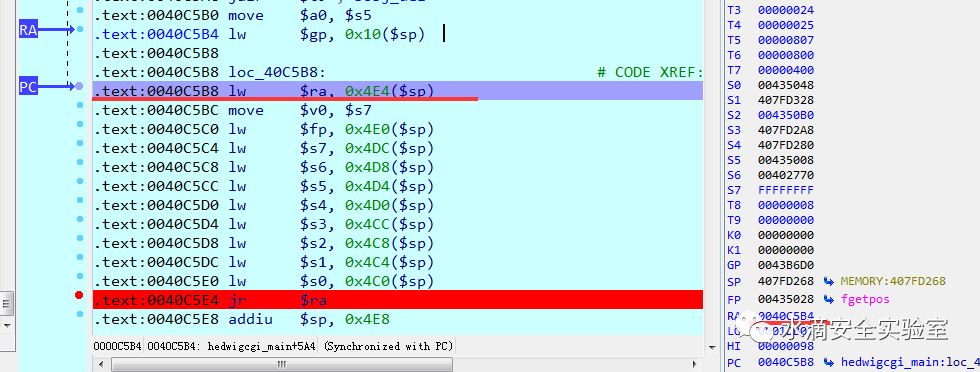 .text:0040C5B0 move $a0, $s5
RA .text:0040C5B4 lw $gp, 0x10($sp)
.text:0040C5B8
.text:0040C5B8 loc_40C5B8: # CODE XREF:
PC .text:0040C5B8 lw $ra, 0x4E4($sp)
.text:0040C5BC move $v0, $s7
.text:0040C5C0 lw $fp, 0x4E0($sp)
.text:0040C5C4 lw $s7, 0x4DC($sp)
.text:0040C5C8 lw $s6, 0x4D8($sp)
.text:0040C5CC lw $s5, 0x4D4($sp)
.text:0040C5D0 lw $s4, 0x4D0($sp)
.text:0040C5D4 lw $s3, 0x4CC($sp)
.text:0040C5D8 lw $s2, 0x4C8($sp)
.text:0040C5DC lw $s1, 0x4C4($sp)
.text:0040C5E0 lw $s0, 0x4C0($sp)
.text:0040C5E4 jr $ra
.text:0040C5E8 addiu $sp, 0x4E8
0000C5B4 0040C5B4: hedwigcgi_main+5A4 (Synchronized with PC)
T3 00000024
T4 00000025
T5 00000807
T6 00000800
T7 00000400
S0 00435048
S1 407FD328
S2 004350B0
S3 407FD2A8
S4 407FD280
S5 00435008
S6 00402770
S7 FFFFFFFF
T8 00000008
T9 00000000
K0 00000000
K1 00000000
GP 0043B6D0
SP 407FD268 MEMORY:407FD268
FP 00435028 fgetpos
RA 0040C5B4
水滴安全实验室
HI 00000098
PC 0040C5B8 hedwigcgi_main:loc_4